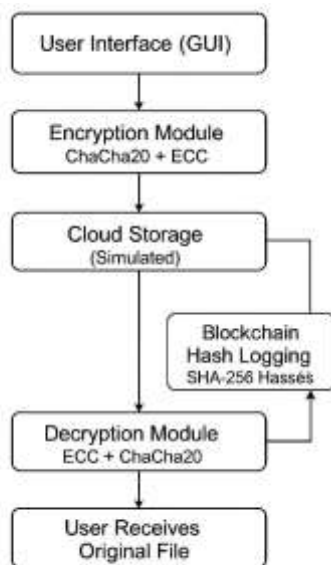 User Interface (GUI)
Encryption Module
ChaCha20 + ECC
Cloud Storage
(Simulated)
Blockchain
Hash Logging
SHA-256 Hassés
Decryption Module
ECC + ChaCha20
User Receives
Original File